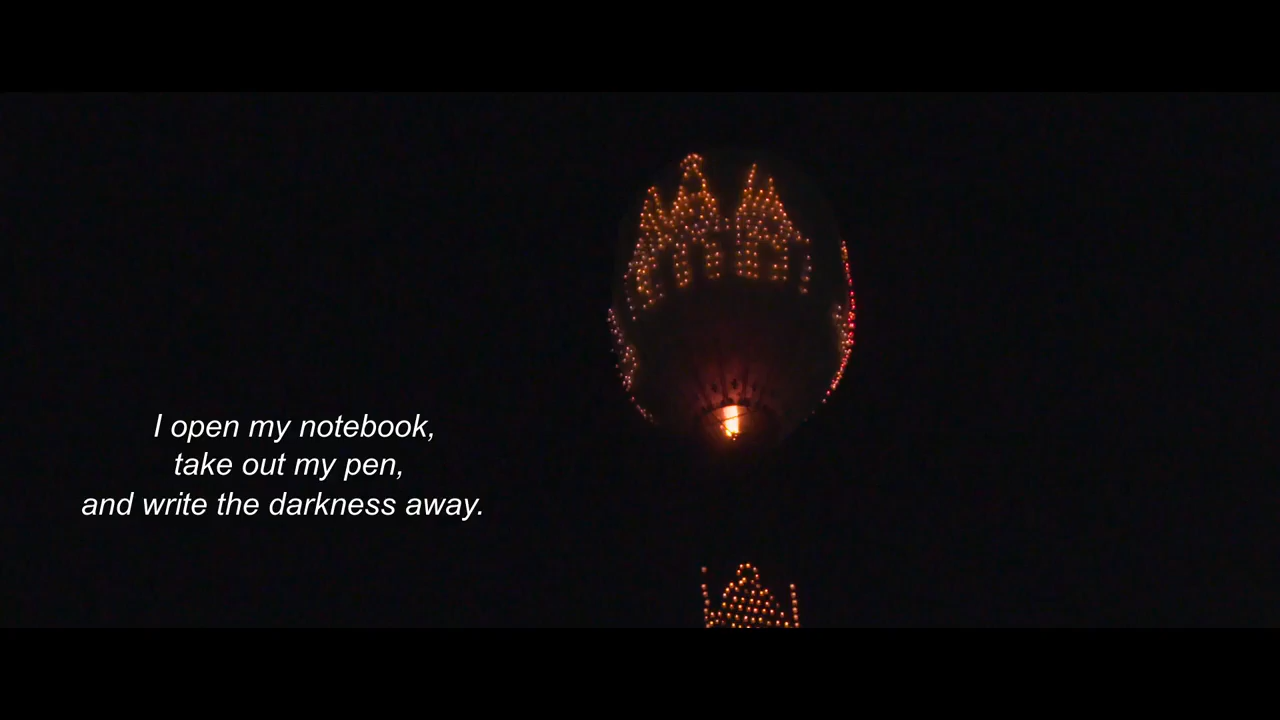 I open my notebook,
take out my pen,
and write the darkness away.